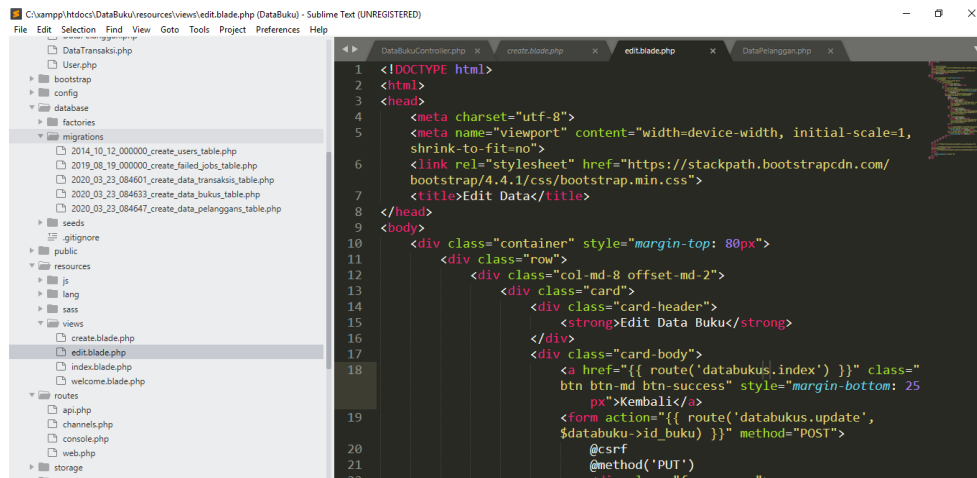 C:\xampp\htdocs\DataBuku\resources\views\edit.blade.php (DataBuku) - Sublime Text (UNREGISTERED)
File Edit Selection Find View Goto Tools Project Preferences Help
DataTransaksi.php
User.php
bootstrap
config
database
factories
migrations
2014_10_12_000000_create_users_table.php
2019_08_19_000000_create_failed_jobs_table.php
2020_03_23_084601_create_data_transaksis_table.php
2020_03_23_084633_create_data_bukus_table.php
2020_03_23_084647_create_data_pelanggans_table.php
seeds
.gitignore
public
resources
js
lang
sass
views
create.blade.php
edit.blade.php
index.blade.php
welcome.blade.php
routes
api.php
channels.php
console.php
web.php
storage
DataBukuController.php × create.blade.php × edit.blade.php × DataPelanggan.php ×
1 <!DOCTYPE html>
2 <html>
3 <head>
4 <meta charset="utf-8">
5 <meta name="viewport" content="width=device-width, initial-scale=1,
shrink-to-fit=no">
6 <link rel="stylesheet" href="https://stackpath.bootstrapcdn.com/
bootstrap/4.4.1/css/bootstrap.min.css">
7 <title>Edit Data</title>
8 </head>
9 <body>
10 <div class="container" style="margin-top: 80px">
11 <div class="row">
12 <div class="col-md-8 offset-md-2">
13 <div class="card">
14 <div class="card-header">
15 <strong>Edit Data Buku</strong>
16 </div>
17 <div class="card-body">
18 <a href="{{ route('databukus.index') }}" class="
btn btn-md btn-success" style="margin-bottom: 25
px">Kembali</a>
19 <form action="{{ route('databukus.update',
$databuku->id_buku) }}" method="POST">
20 @csrf
21 @method('PUT')